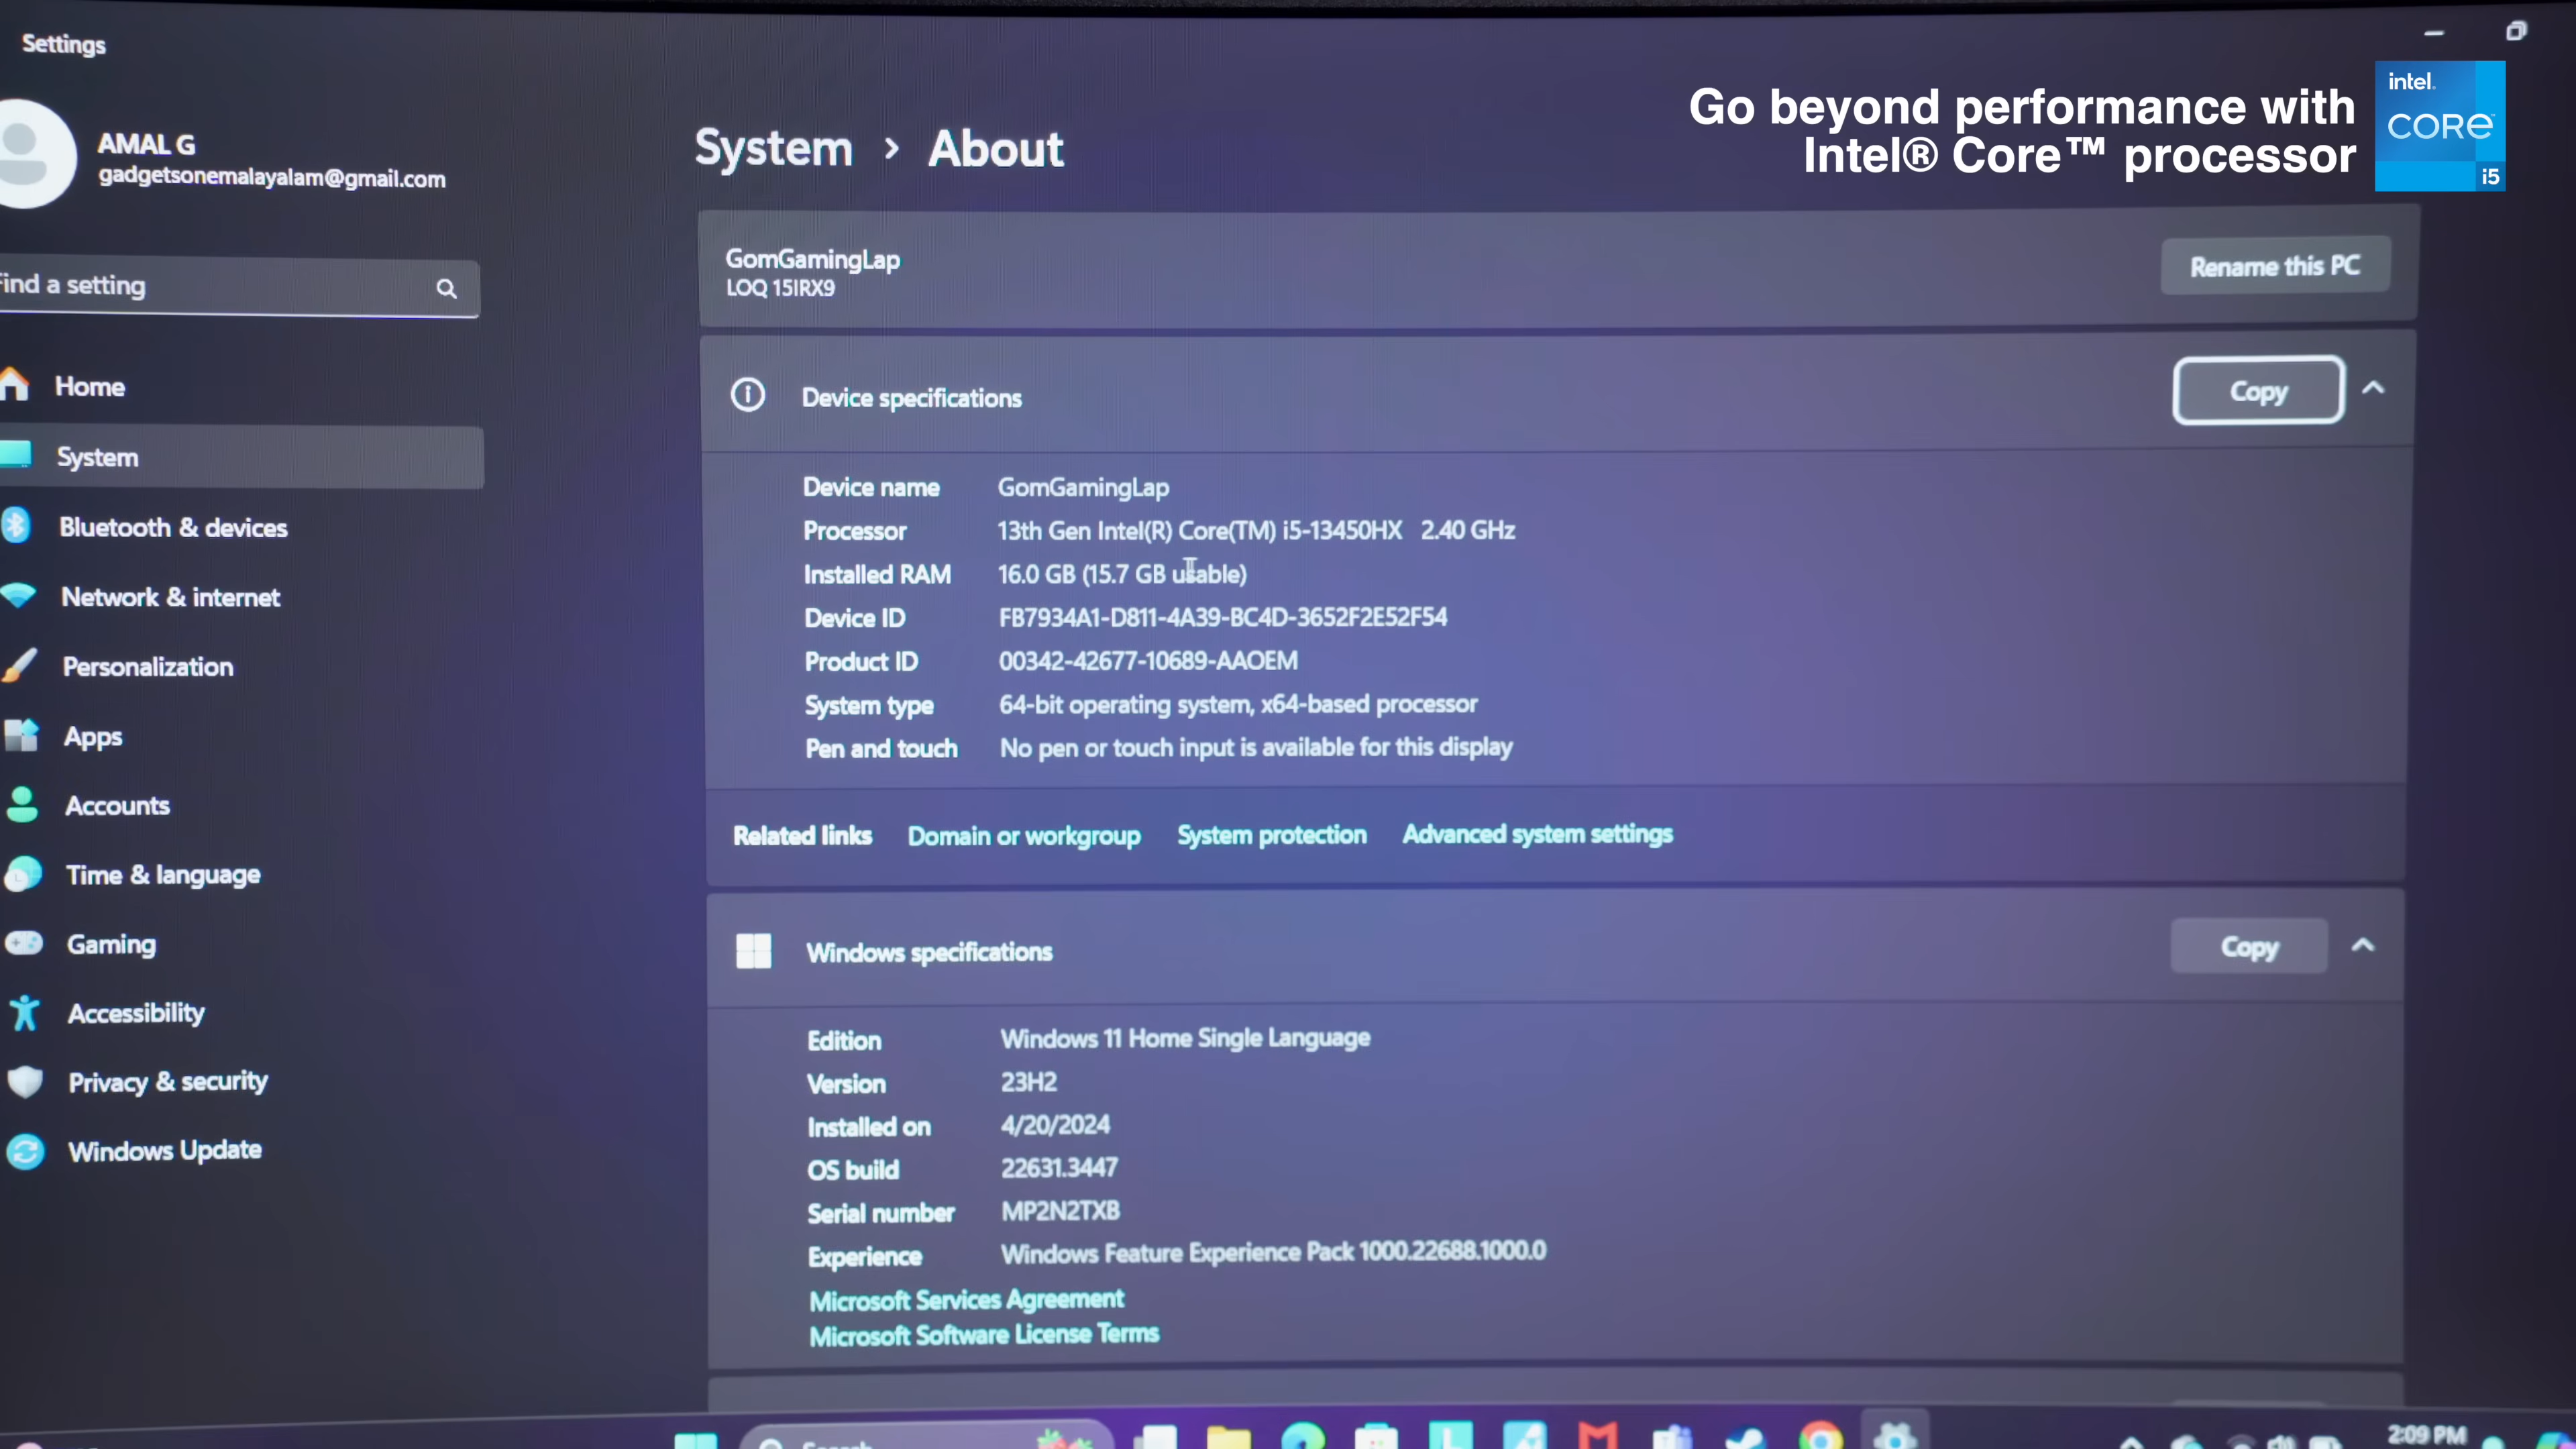 Settings
Go beyond performance with
Intel® Core™ processor
intel.
CORE
i5
AMAL G
gadgetsonemalayalam@gmail.com
Find a setting
Home
System
Bluetooth & devices
Network & internet
Personalization
Apps
Accounts
Time & language
Gaming
Accessibility
Privacy & security
Windows Update
System > About
GomGamingLap
LOQ 15IRX9
Rename this PC
Device specifications
Copy
Device name GomGamingLap
Processor 13th Gen Intel(R) Core(TM) i5-13450HX 2.40 GHz
Installed RAM 16.0 GB (15.7 GB usable)
Device ID FB7934A1-D811-4A39-BC4D-3652F2E52F54
Product ID 00342-42677-10689-AAOEM
System type 64-bit operating system, x64-based processor
Pen and touch No pen or touch input is available for this display
Related links Domain or workgroup System protection Advanced system settings
Windows specifications
Copy
Edition Windows 11 Home Single Language
Version 23H2
Installed on 4/20/2024
OS build 22631.3447
Serial number MP2N2TXB
Experience Windows Feature Experience Pack 1000.22688.1000.0
Microsoft Services Agreement
Microsoft Software License Terms
Search
2:09 PM